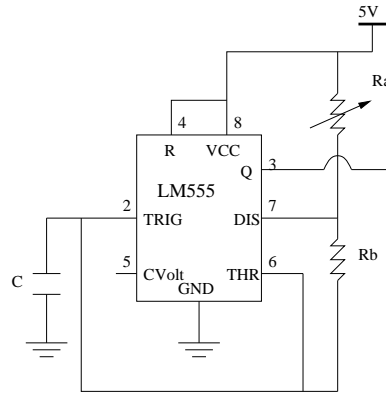 5V
Ra
4 8
R VCC
Q 3
LM555
2 TRIG DIS 7
Rb
C
5 CVolt THR 6
GND